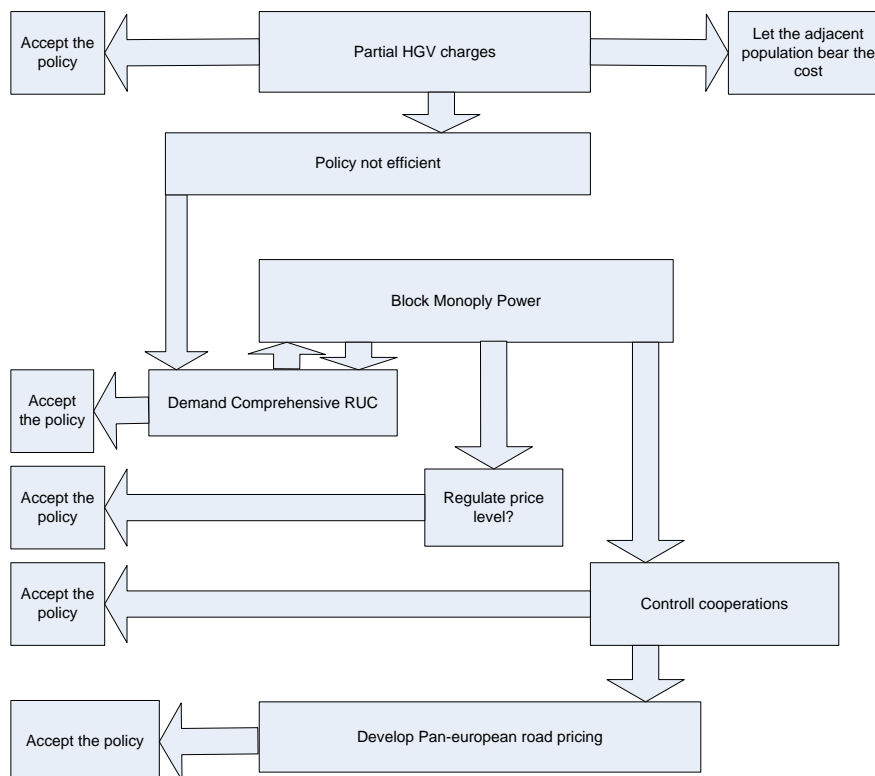 Accept the
policy
Partial HGV charges
Let the adjacent
population bear the
cost
Policy not efficient
Block Monoply Power
Accept
the policy
Demand Comprehensive RUC
Accept the
policy
Regulate price
level?
Accept the
policy
Controll cooperations
Accept the policy
Develop Pan-european road pricing